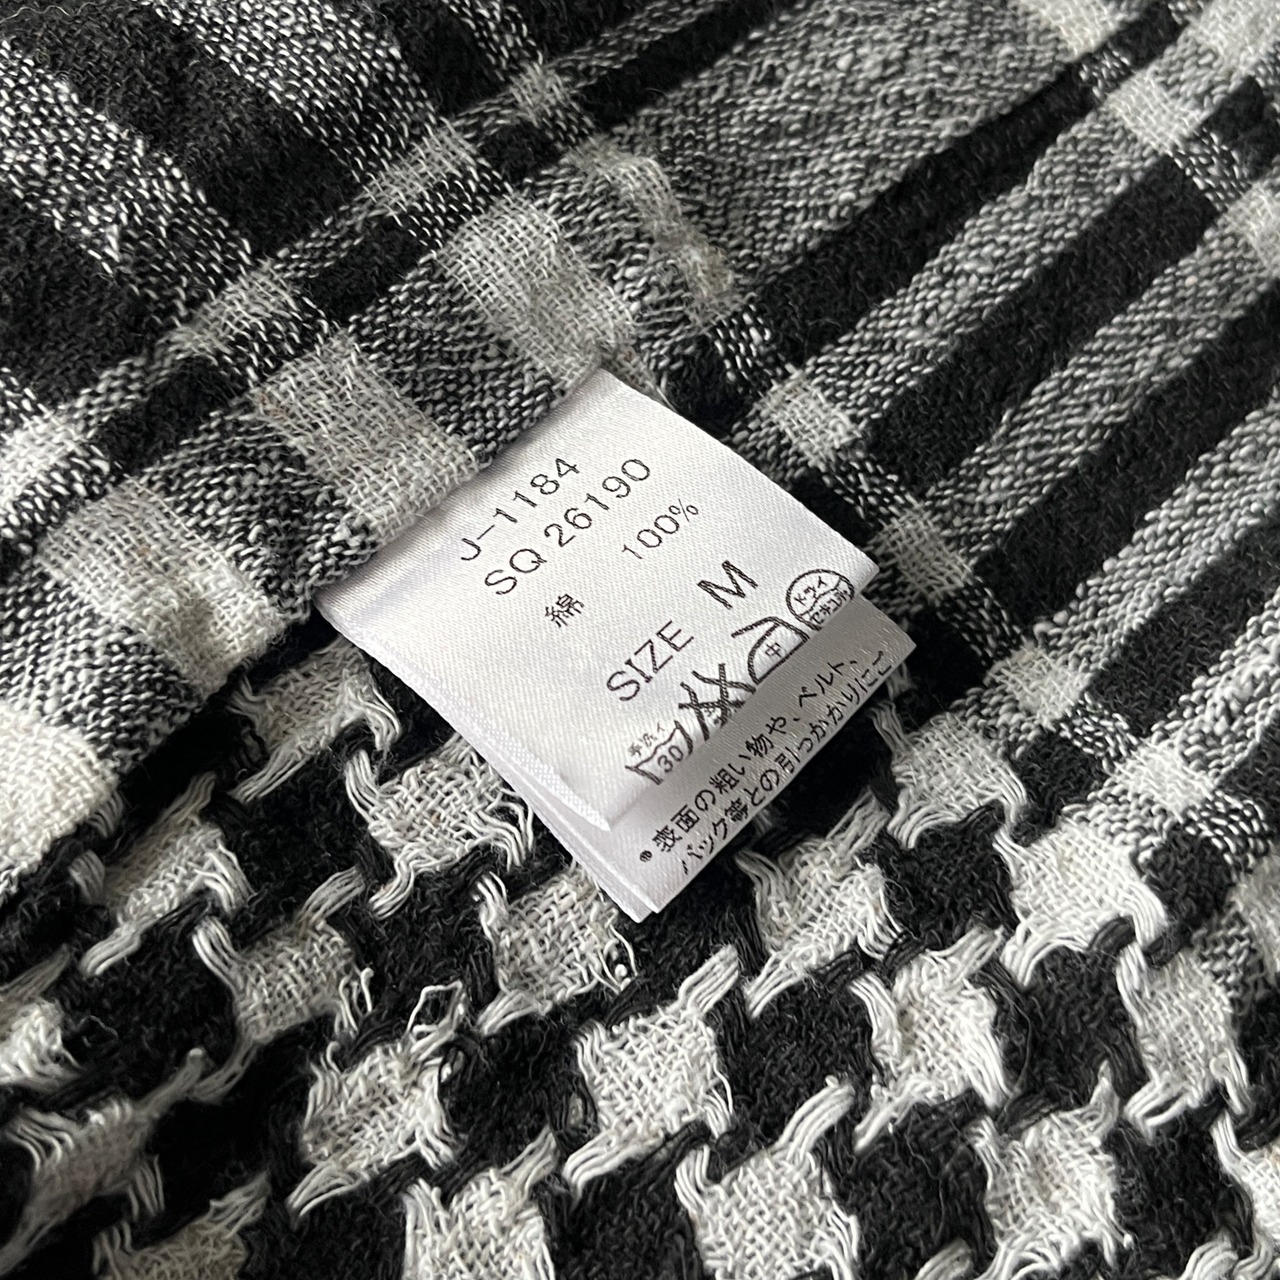 J-1184
SQ 26190
綿 100%
SIZE M
手洗イ
30
中
ドライ
セキユ系
●表面の粗い物や、ベルト、
バック等との引っかかりにご